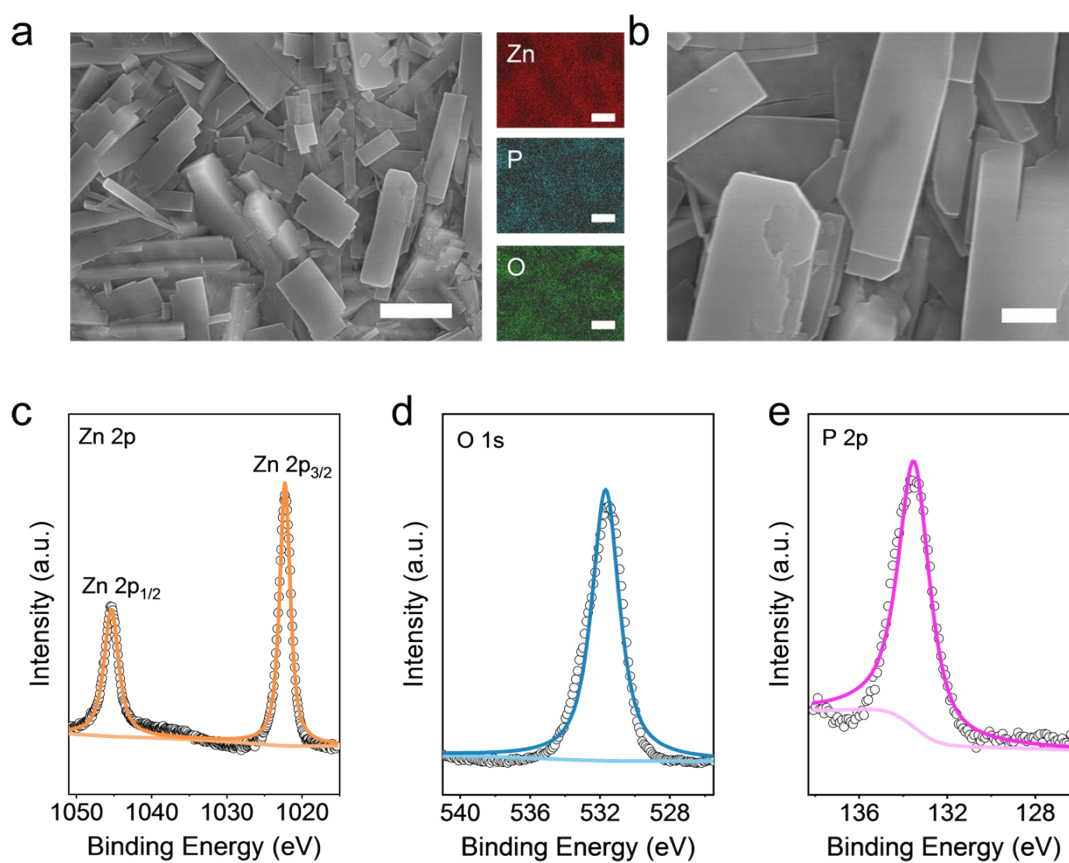 a
Zn
P
O
b
c
Zn 2p
Zn 2p3/2
Zn 2p1/2
Intensity (a.u.)
1050 1040 1030 1020
Binding Energy (eV)
d
O 1s
Intensity (a.u.)
540 536 532 528
Binding Energy (eV)
e
P 2p
Intensity (a.u.)
136 132 128
Binding Energy (eV)